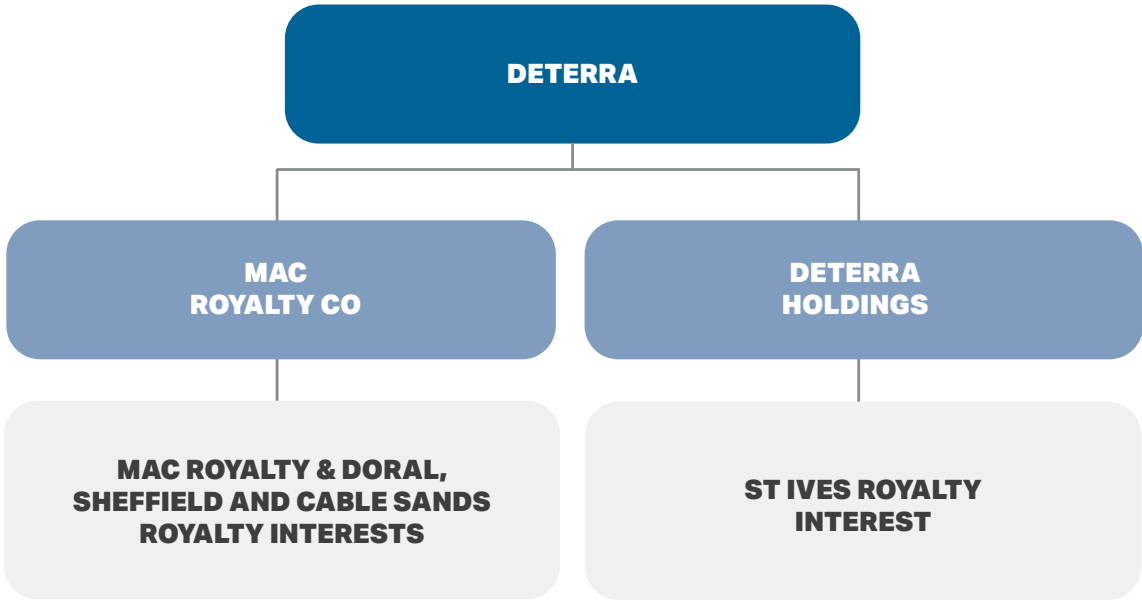 DETERRA
MAC
ROYALTY CO
DETERRA
HOLDINGS
MAC ROYALTY & DORAL,
SHEFFIELD AND CABLE SANDS
ROYALTY INTERESTS
ST IVES ROYALTY
INTEREST